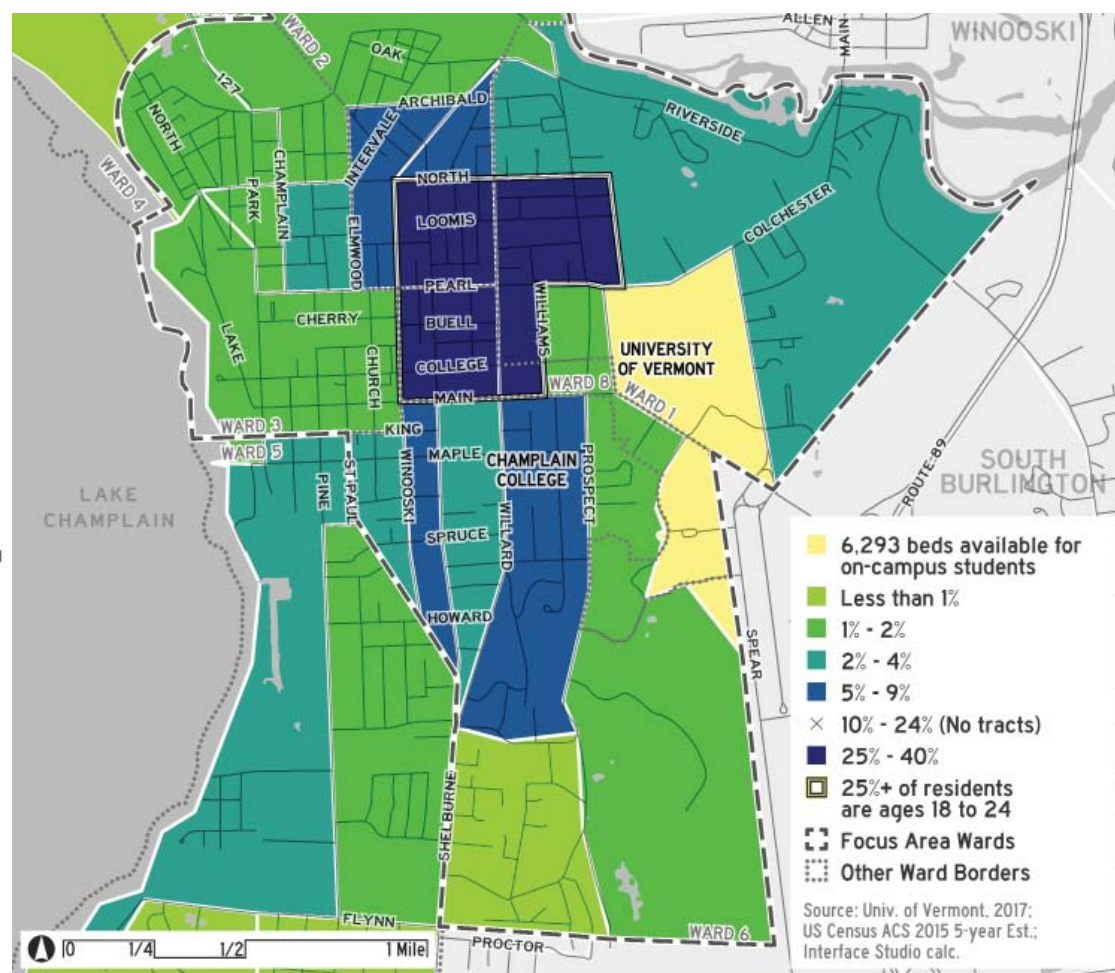 ALLEN
MAIN
WINOOSKI
WARD 2
OAK
127
NORTH
ARCHIBALD
INTERVALE
RIVERSIDE
WARD 4
CHAMPLAIN
PARK
NORTH
ELMWOOD
LOOMIS
COLCHESTER
PEARL
WILLIAMS
CHERRY
BUELL
LAKE
CHURCH
COLLEGE
UNIVERSITY
OF VERMONT
WARD 8
WARD 1
MAIN
WARD 3
KING
WARD 5
MAPLE
WINOOSKI
CHAMPLAIN
COLLEGE
PROSPECT
ROUTE-89
SOUTH
BURLINGTON
LAKE
CHAMPLAIN
PINE
ST PAUL
SPRUCE
WILLARD
HOWARD
SPEAR
SHELBURNE
FLYNN
PROCTOR
WARD 6
0 1/4 1/2 1 Mile
6,293 beds available for
on-campus students
Less than 1%
1% - 2%
2% - 4%
5% - 9%
10% - 24% (No tracts)
25% - 40%
25%+ of residents
are ages 18 to 24
Focus Area Wards
Other Ward Borders
Source: Univ. of Vermont, 2017;
US Census ACS 2015 5-year Est.;
Interface Studio calc.